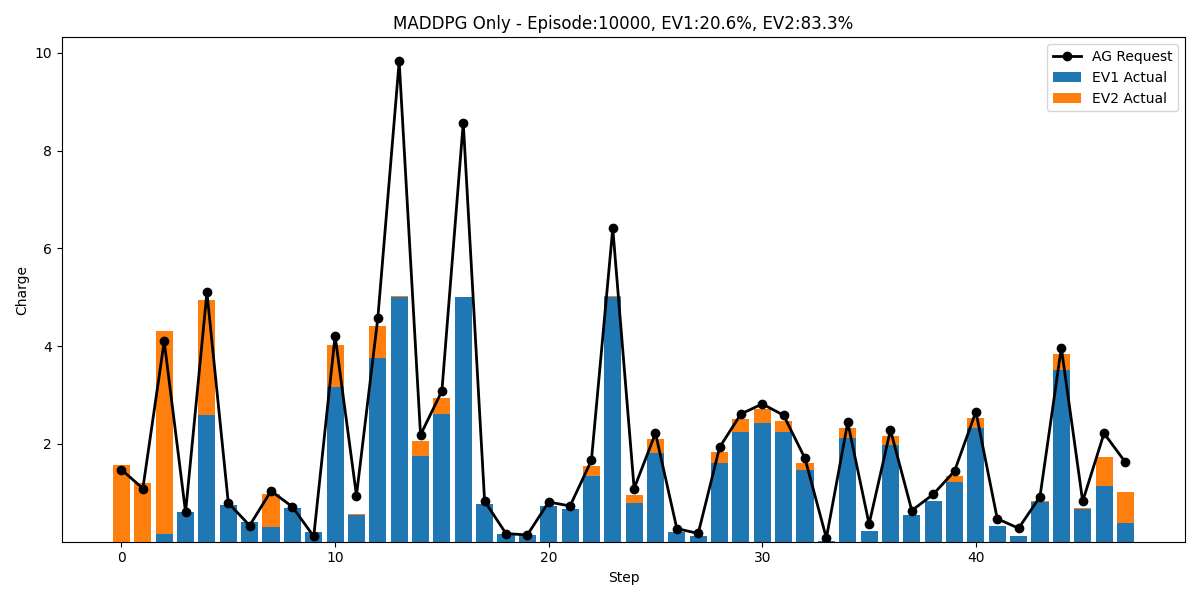 MADDPG Only - Episode:10000, EV1:20.6%, EV2:83.3%
AG Request
EV1 Actual
EV2 Actual
Charge
10
8
6
4
2
0 10 20 30 40
Step